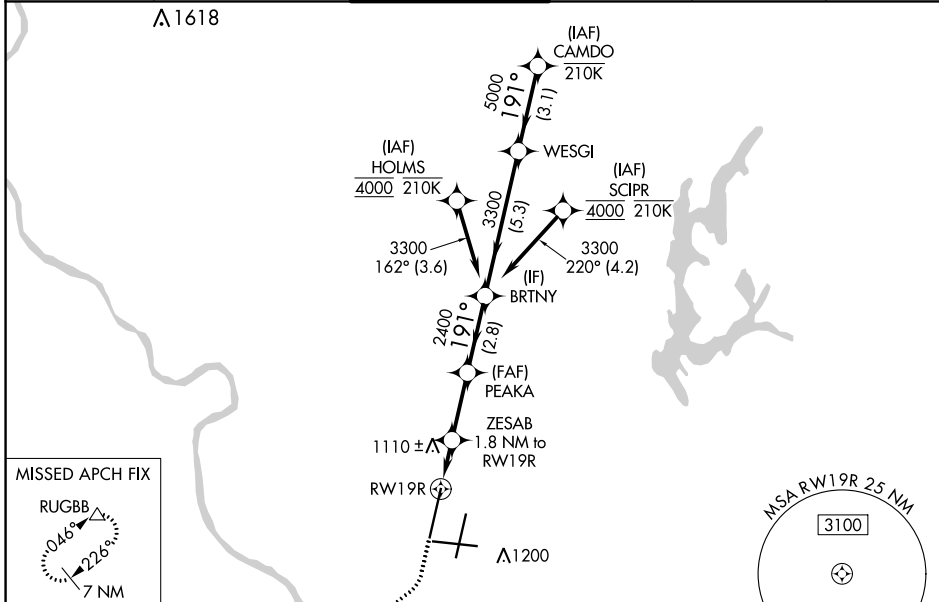 1618
(IAF)
CAMDO
210K
5000
191°
(3.1)
WESGI
(IAF)
HOLMS
4000 210K
(IAF)
SCIPR
4000 210K
3300
(5.3)
3300
162° (3.6)
3300
220° (4.2)
(IF)
BRTNY
2400
191°
(2.8)
(FAF)
PEAKA
ZESAB
1.8 NM to
RW19R
1110 ±
RW19R
1200
MISSED APCH FIX
RUGBB
046°
226°
7 NM
MSA RW19R 25 NM
3100